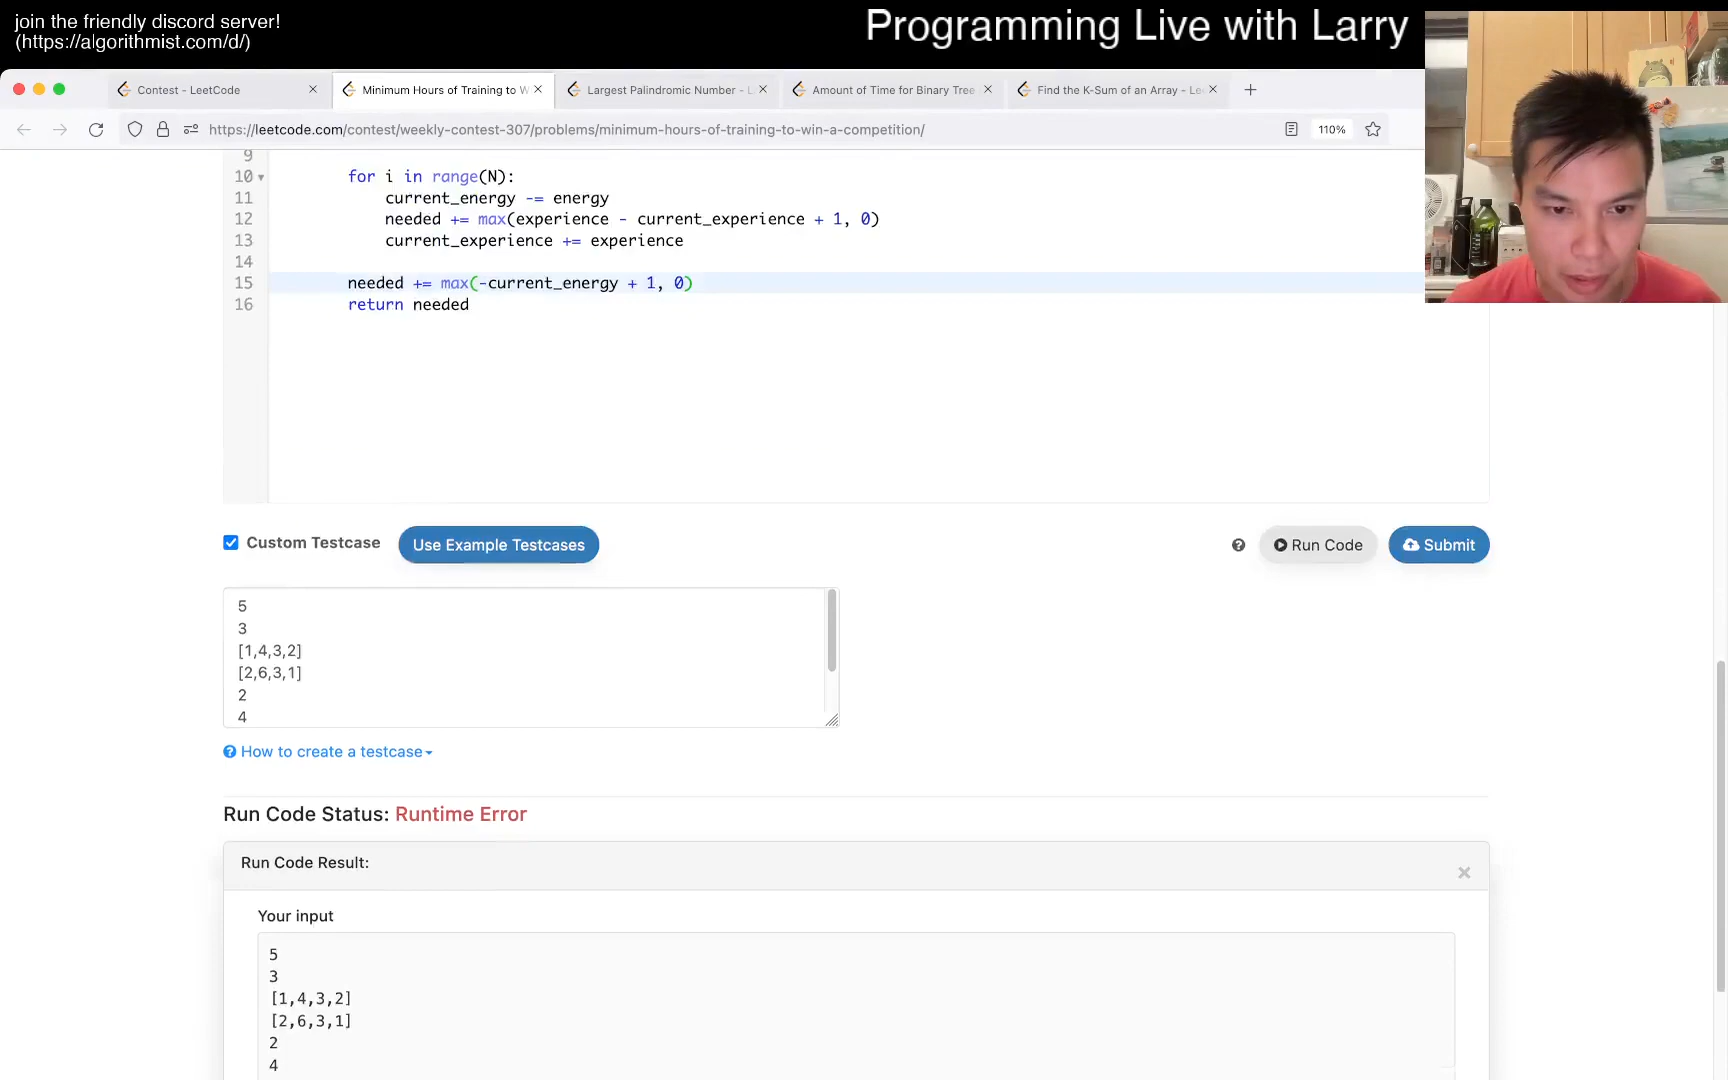 join the friendly discord server!
(https://algorithmist.com/d/)
Programming Live with Larry
Contest - LeetCode
Minimum Hours of Training to W
Largest Palindromic Number - L
Amount of Time for Binary Tree
Find the K-Sum of an Array - Le
https://leetcode.com/contest/weekly-contest-307/problems/minimum-hours-of-training-to-win-a-competition/
110%
9
10 for i in range(N):
11 current_energy -= energy
12 needed += max(experience - current_experience + 1, 0)
13 current_experience += experience
14
15 needed += max(-current_energy + 1, 0)
16 return needed
Custom Testcase
Use Example Testcases
Run Code
Submit
5
3
[1,4,3,2]
[2,6,3,1]
2
4
How to create a testcase
Run Code Status: Runtime Error
Run Code Result:
Your input
5
3
[1,4,3,2]
[2,6,3,1]
2
4